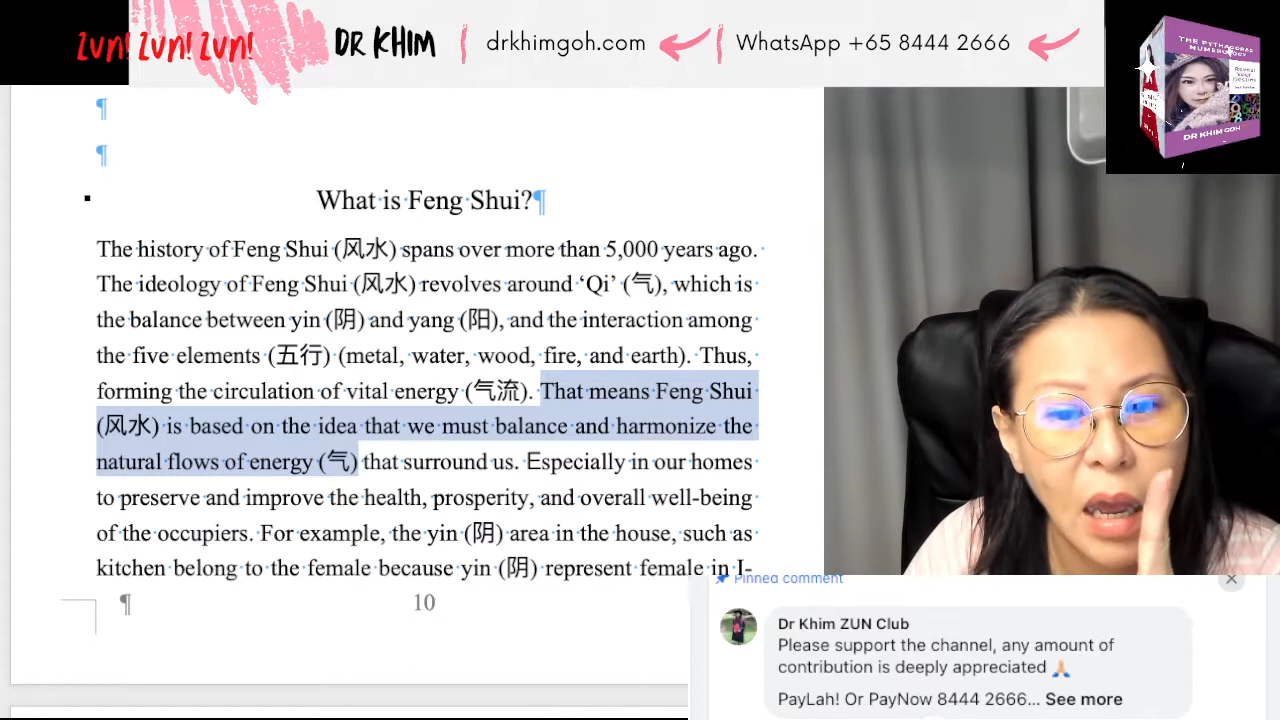 zun! zun! zun!
DR KHIM
drkhimgoh.com
WhatsApp +65 8444 2666
THE PYTHAGORAS
NUMEROLOGY
Reveal
Your
Destiny
DR KHIM GOH
What is Feng Shui?¶
The history of Feng Shui (风水) spans over more than 5,000 years ago.
The ideology of Feng Shui (风水) revolves around ‘Qi’ (气), which is
the balance between yin (阴) and yang (阳), and the interaction among
the five elements (五行) (metal, water, wood, fire, and earth). Thus,
forming the circulation of vital energy (气流). That means Feng Shui
(风水) is based on the idea that we must balance and harmonize the
natural flows of energy (气) that surround us. Especially in our homes
to preserve and improve the health, prosperity, and overall well-being
of the occupiers. For example, the yin (阴) area in the house, such as
kitchen belong to the female because yin (阴) represent female in I-
¶
10
Pinned comment
Dr Khim ZUN Club
Please support the channel, any amount of
contribution is deeply appreciated 🙏🏼
PayLah! Or PayNow 8444 2666... See more